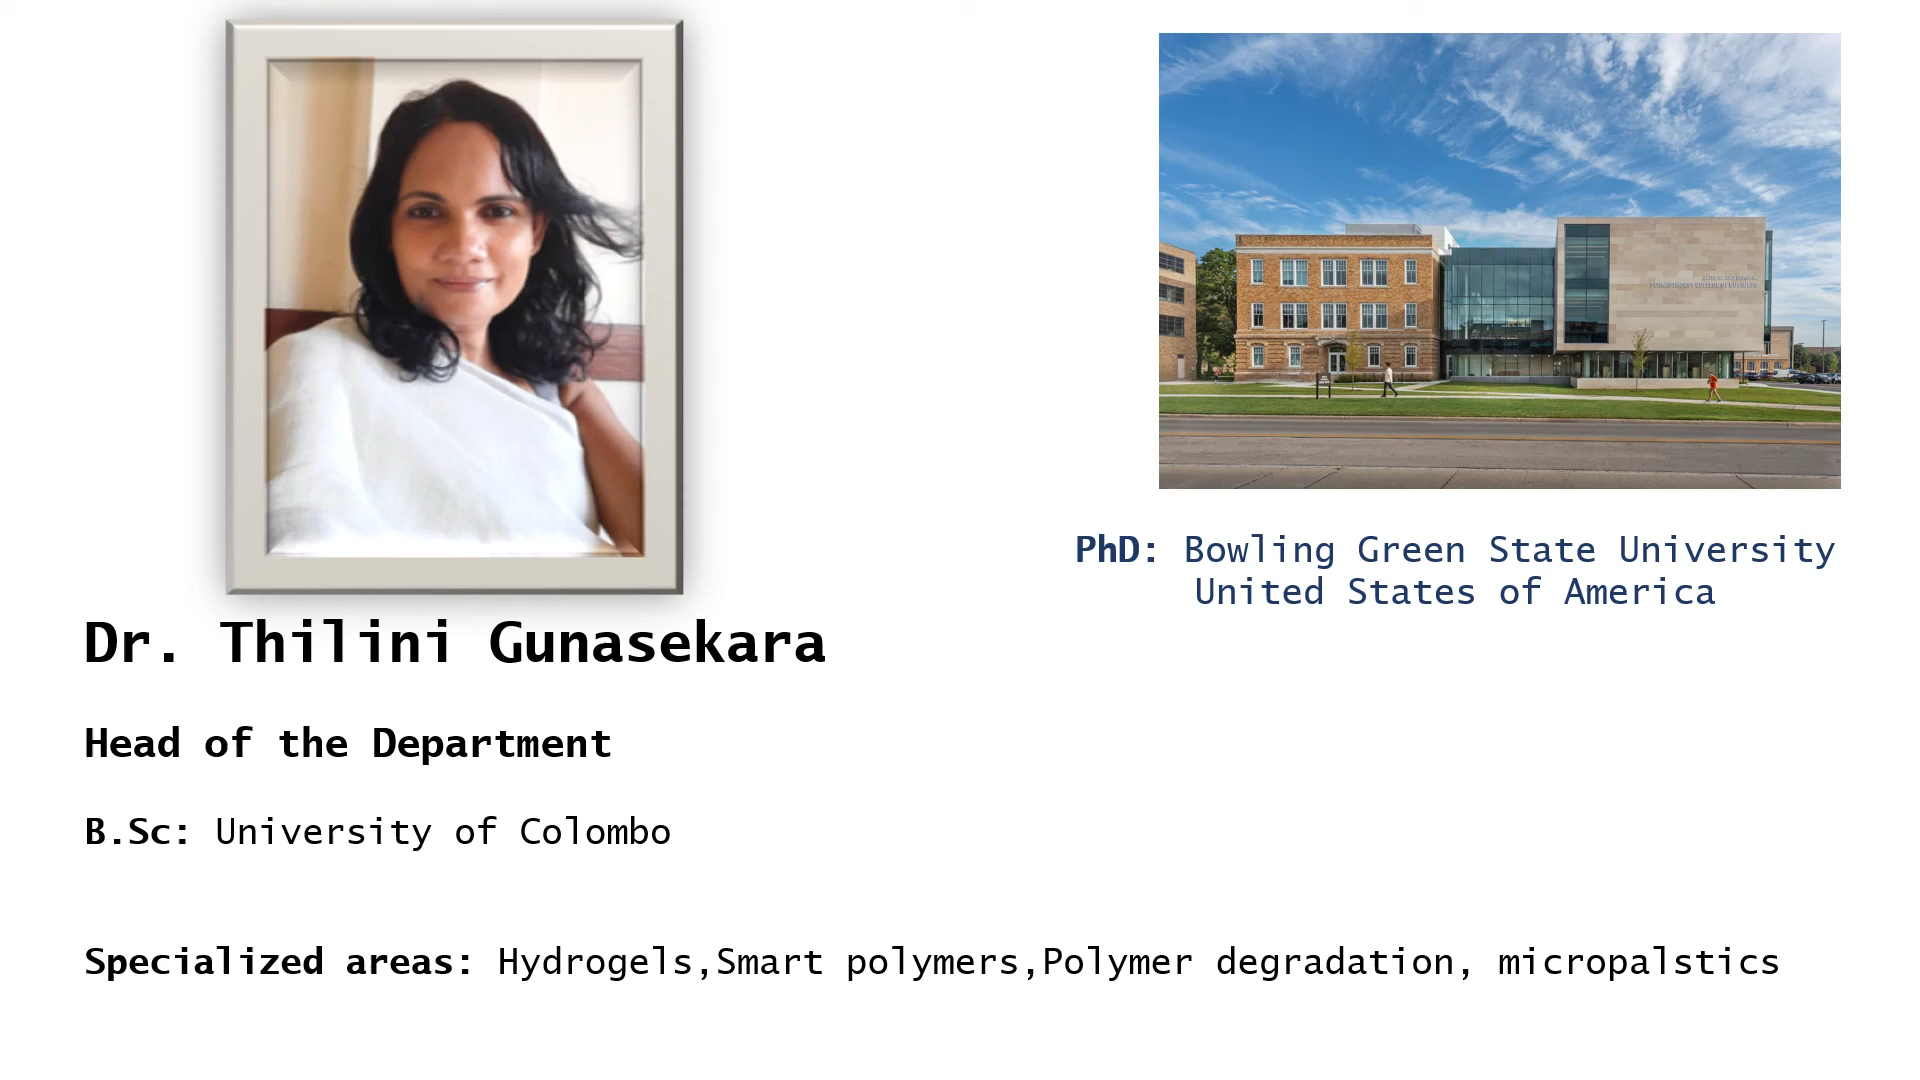 Dr. Thilini Gunasekara
Head of the Department
B.Sc: University of Colombo
PhD: Bowling Green State University
United States of America
Specialized areas: Hydrogels,Smart polymers,Polymer degradation, micropalstics